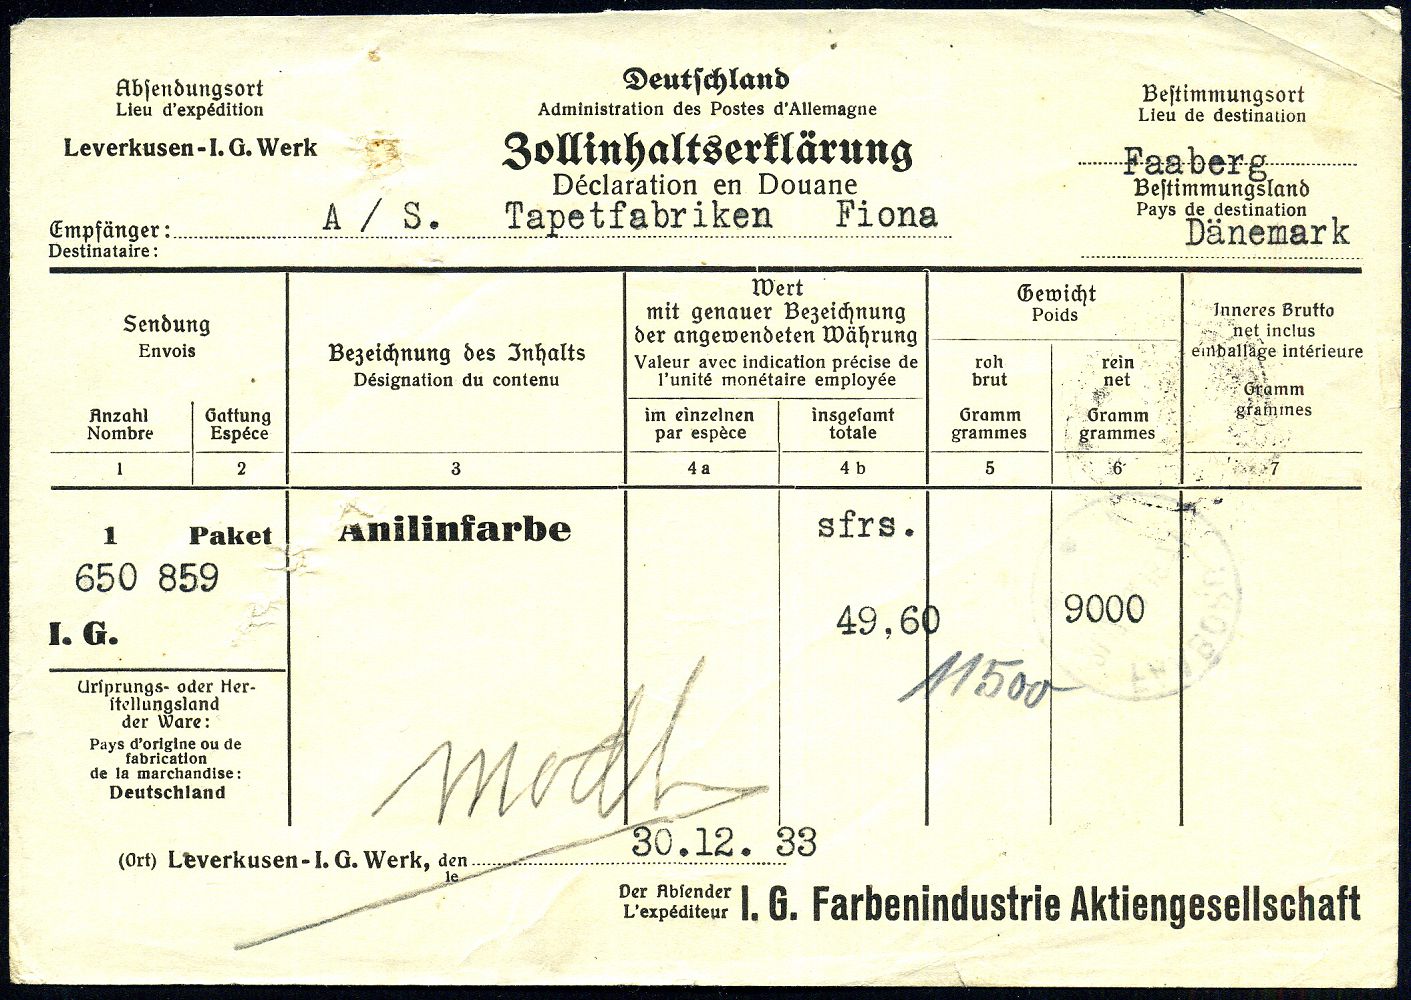 Absendungsort
Lieu d'expédition
Leverkusen-I. G. Werk
Deutschland
Administration des Postes d'Allemagne
Zollinhaltserklärung
Déclaration en Douane
Bestimmungsort
Lieu de destination
Faaberg
Bestimmungsland
Pays de destination
Dänemark
Empfänger: A / S. Tapetfabriken Fiona
Destinataire:
Sendung
Envois
Anzahl
Nombre
Gattung
Espéce
Bezeichnung des Inhalts
Désignation du contenu
Wert
mit genauer Bezeichnung
der angewendeten Währung
Valeur avec indication précise de
l'unité monétaire employée
im einzelnen
par espèce
insgesamt
totale
Gewicht
Poids
roh
brut
Gramm
grammes
rein
net
Gramm
grammes
Inneres Brutto
net inclus
emballage intérieure
Gramm
grammes
1 2 3 4a 4b 5 6 7
1 Paket Anilinfarbe sfrs.
650 859
49,60 9000
I. G.
11500
Ursprungs- oder Her-
stellungsland
der Ware:
Pays d'origine ou de
fabrication
de la marchandise:
Deutschland
(Ort) Leverkusen-I. G. Werk, den 30.12. 33
le
Der Absender
L'expéditeur
I. G. Farbenindustrie Aktiengesellschaft